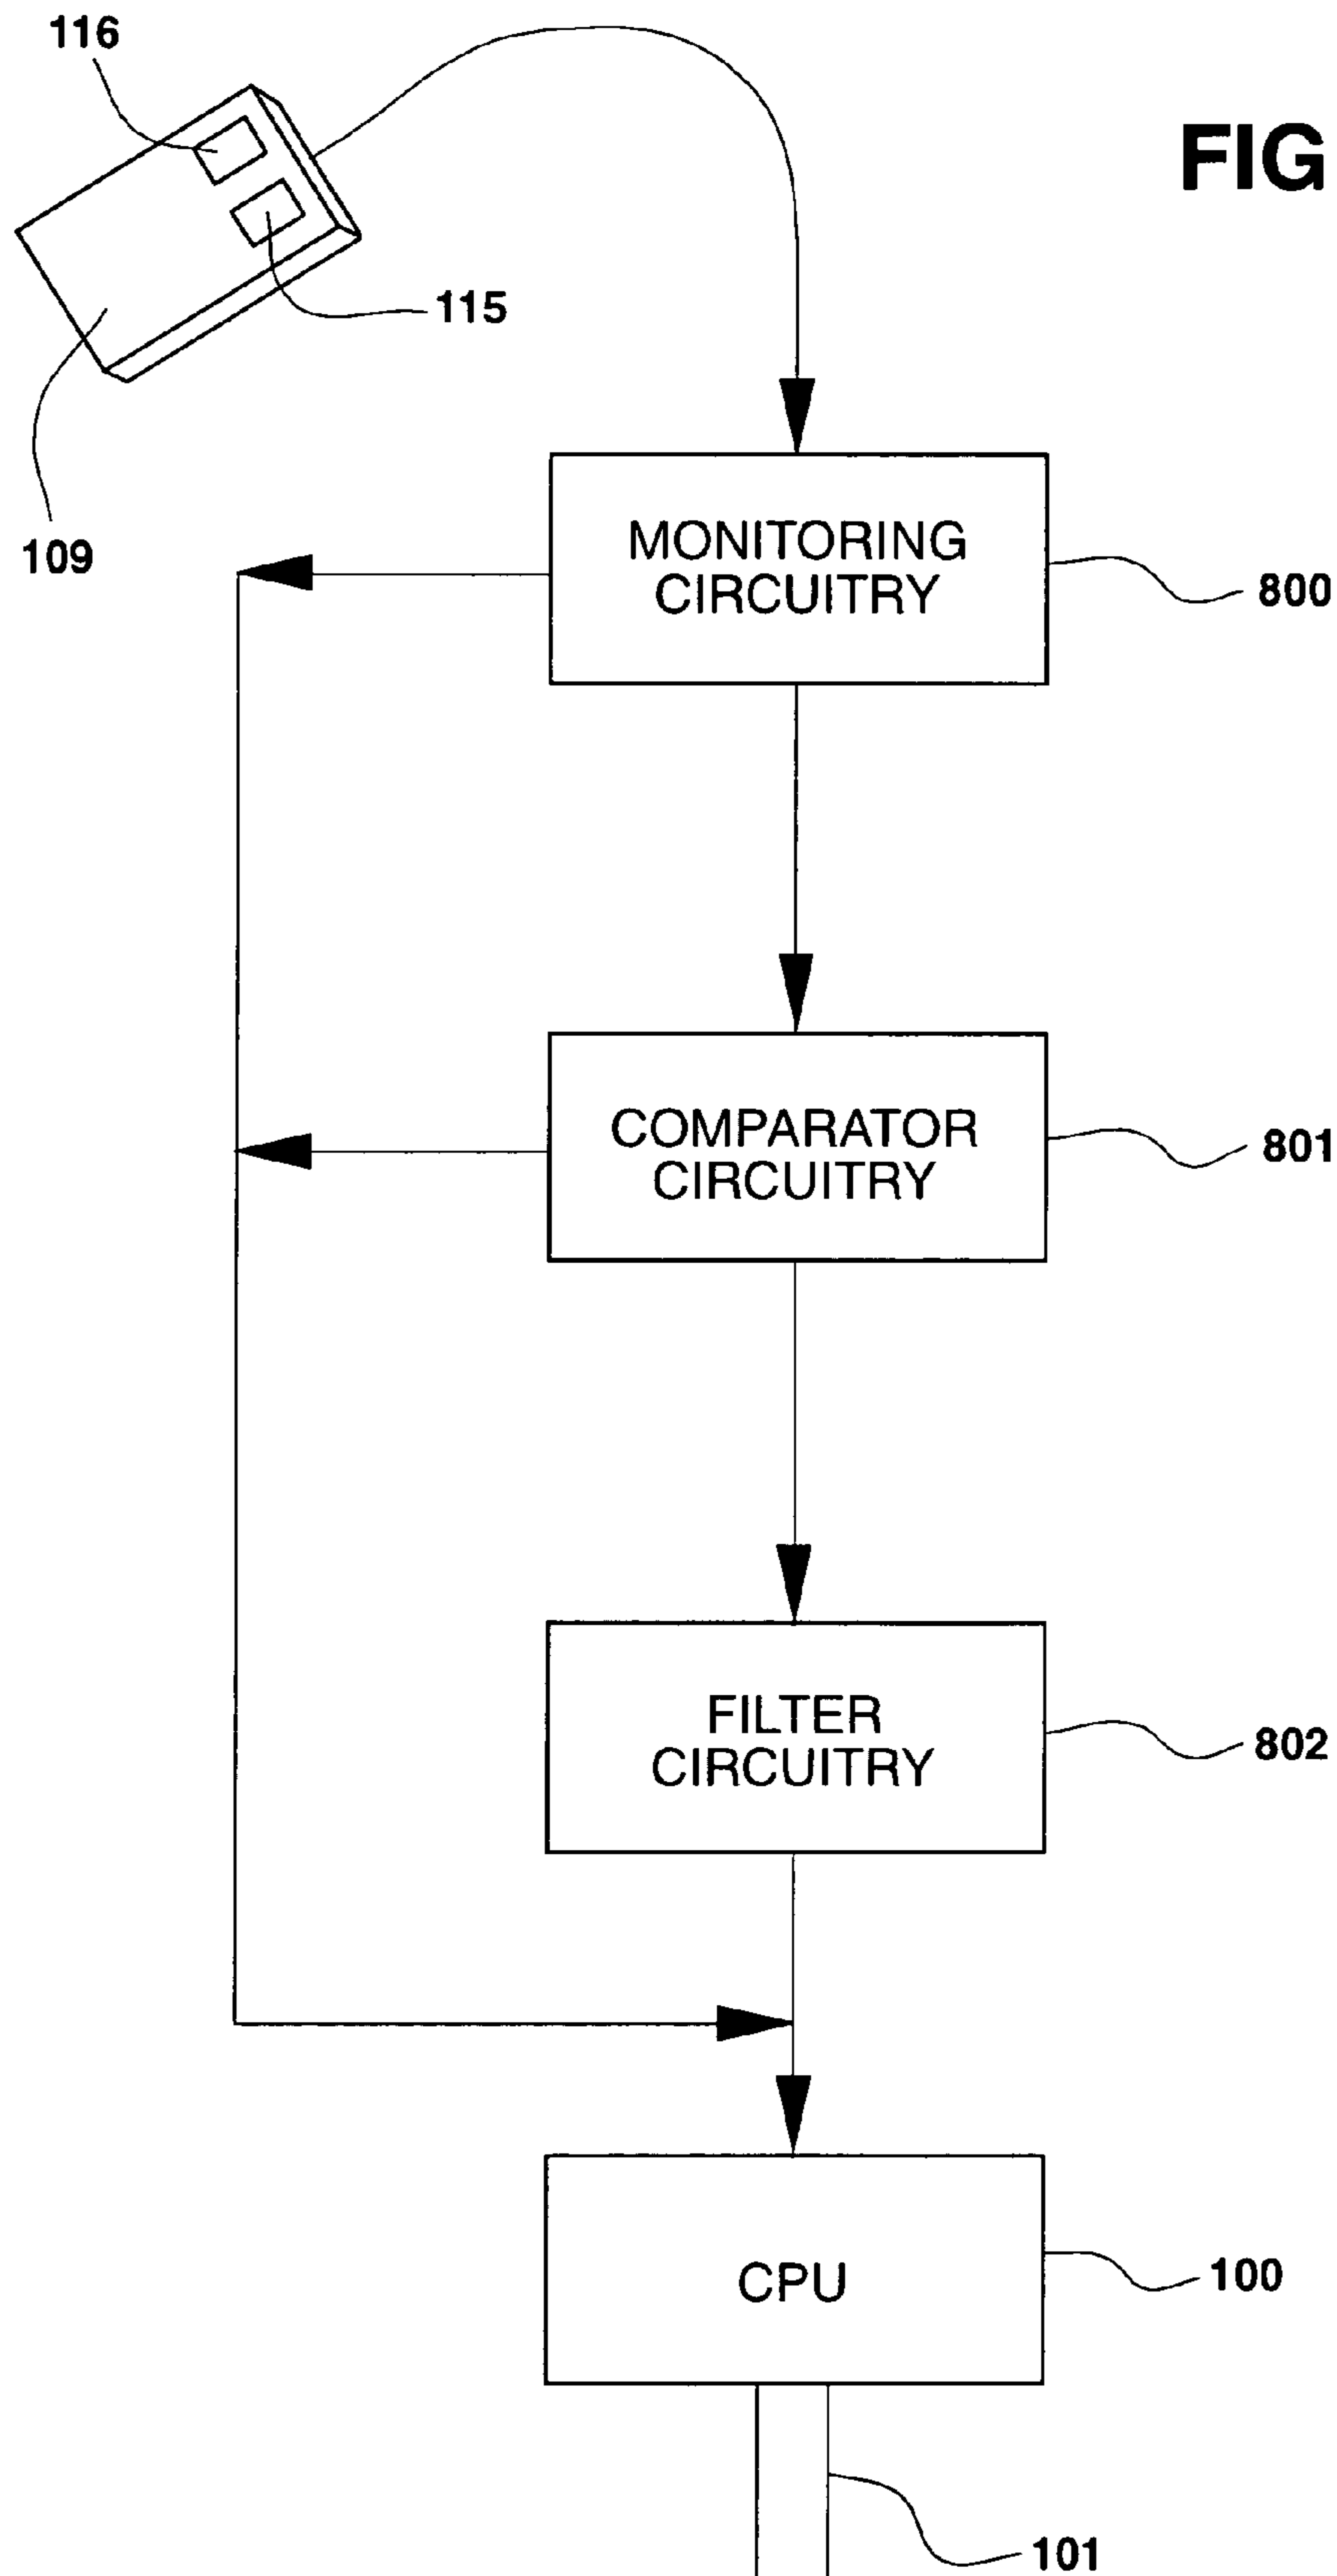 116
FIG
115
109
MONITORING
CIRCUITRY
800
COMPARATOR
CIRCUITRY
801
FILTER
CIRCUITRY
802
CPU
100
101